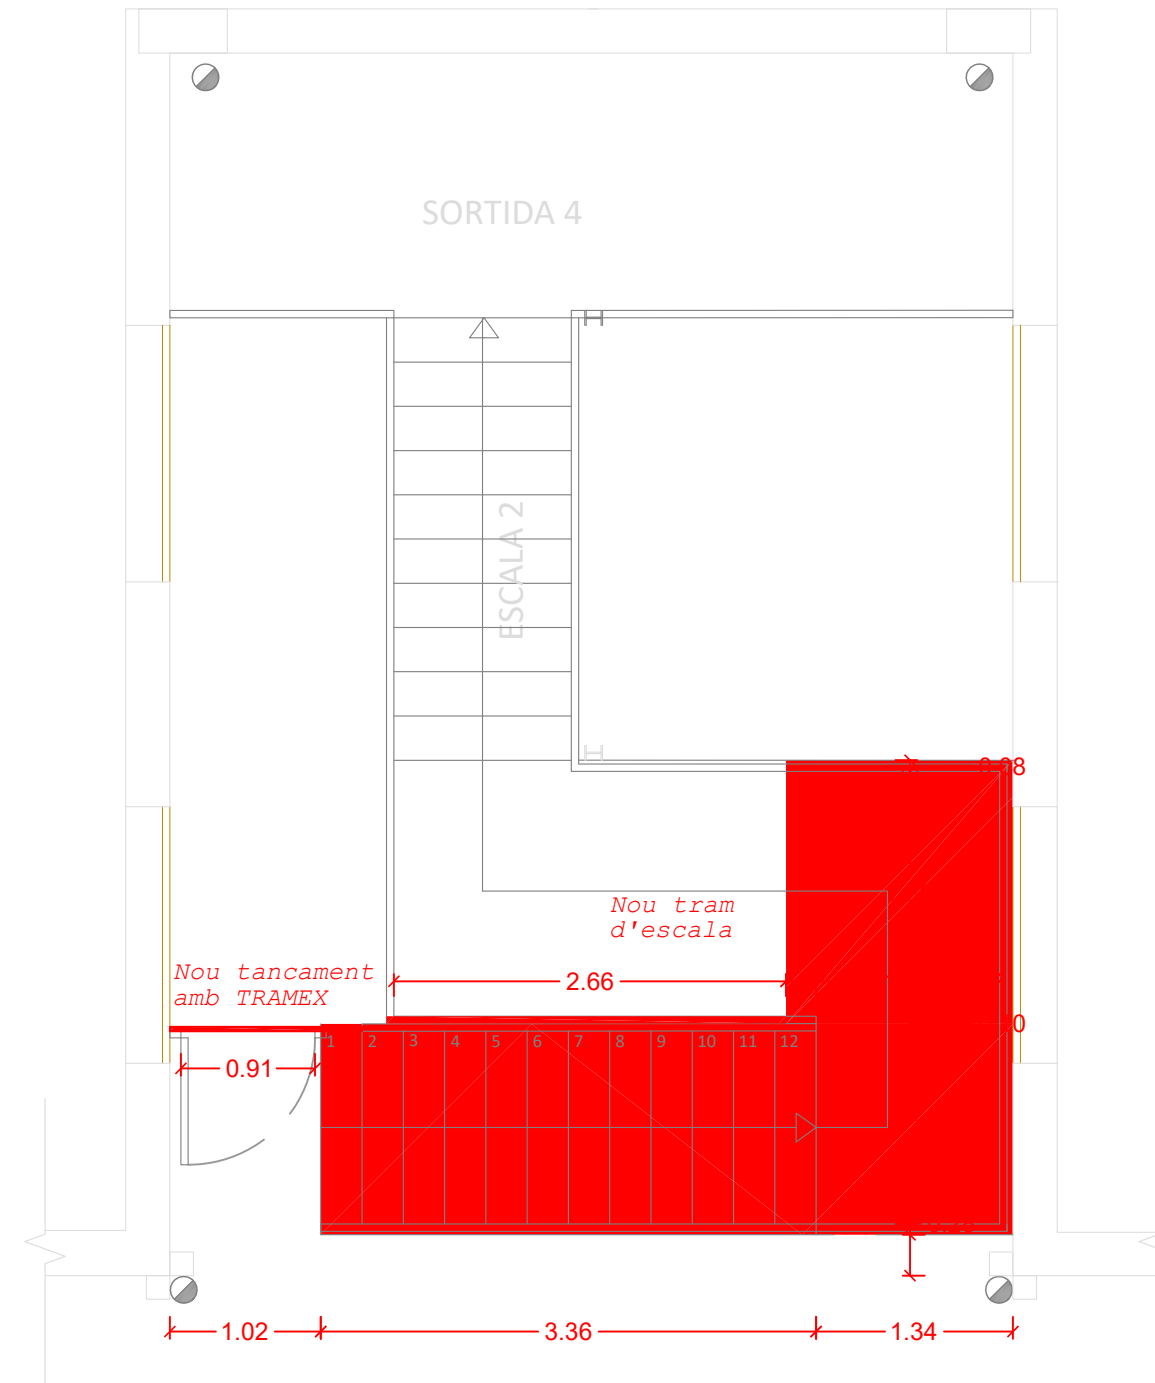 SORTIDA 4
ESCALA 2
Nou tram
d'escala
Nou tancament
amb TRAMEX
2.66
0.91
1 2 3 4 5 6 7 8 9 10 11 12
1.02 3.36 1.34